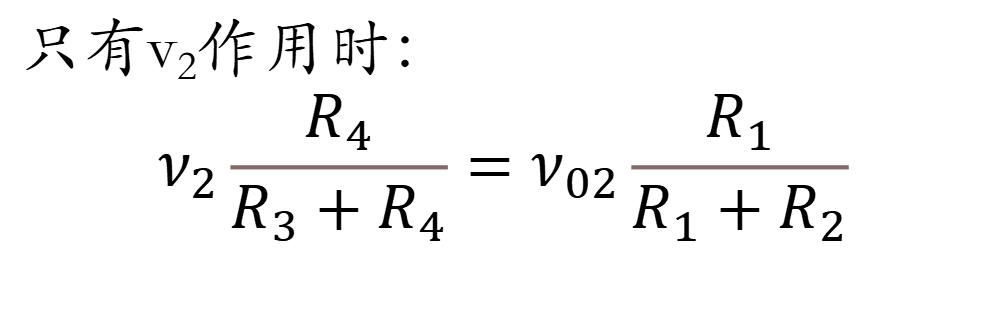 只有v₂作用时:
ν₂ R₄/(R₃ + R₄) = ν₀₂ R₁/(R₁ + R₂)